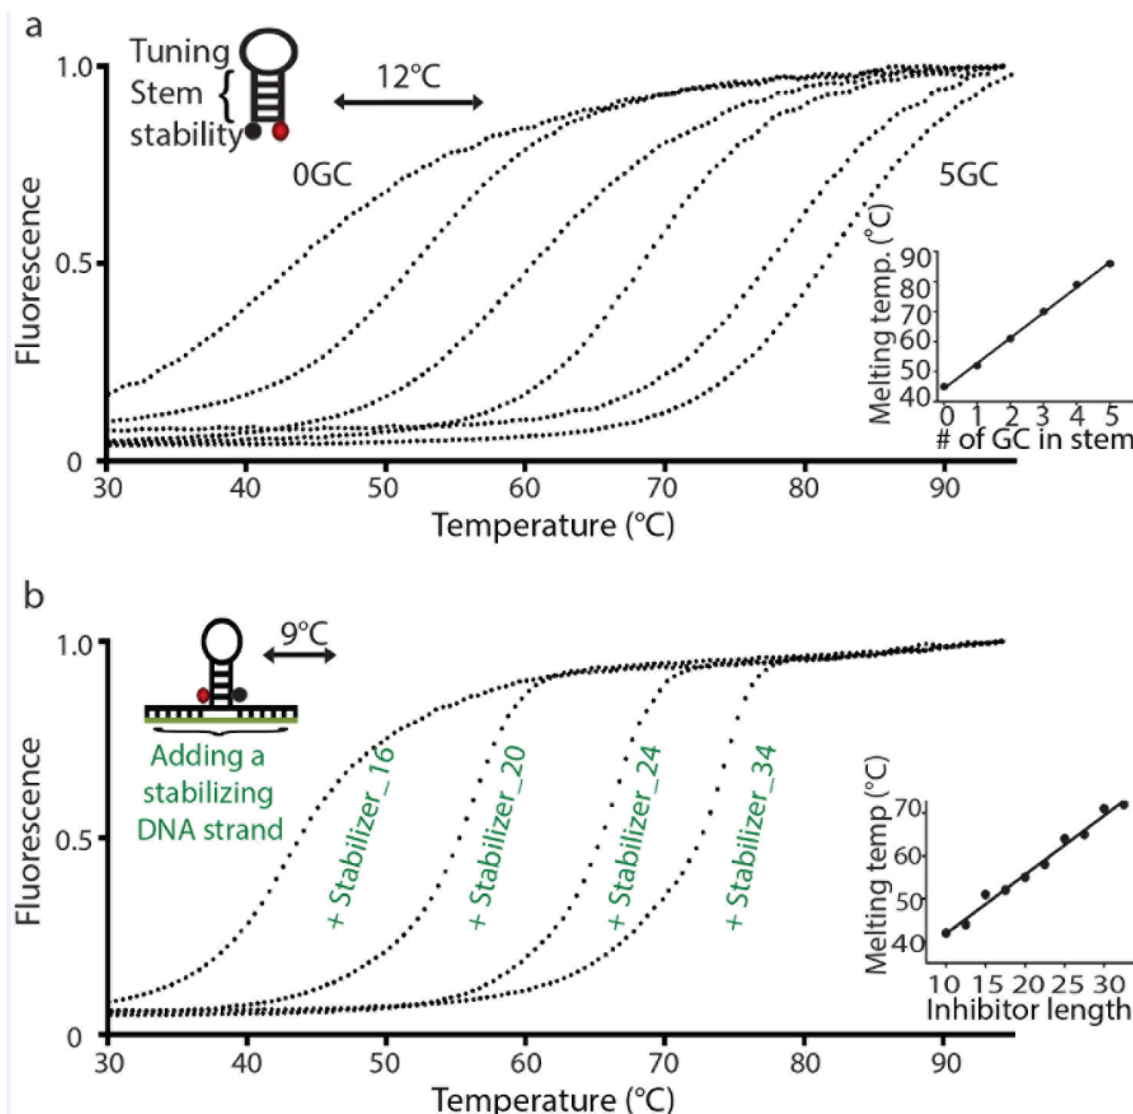 a
Tuning
Stem
stability
12°C
0GC
5GC
Fluorescence
1.0
0.5
0
30 40 50 60 70 80 90
Temperature (°C)
Melting temp. (°C)
90
80
70
60
50
40
0 1 2 3 4 5
# of GC in stem
b
9°C
Adding a
stabilizing
DNA strand
+ Stabilizer_16
+ Stabilizer_20
+ Stabilizer_24
+ Stabilizer_34
Fluorescence
1.0
0.5
0
30 40 50 60 70 80 90
Temperature (°C)
Melting temp (°C)
70
60
50
40
10 15 20 25 30
Inhibitor length